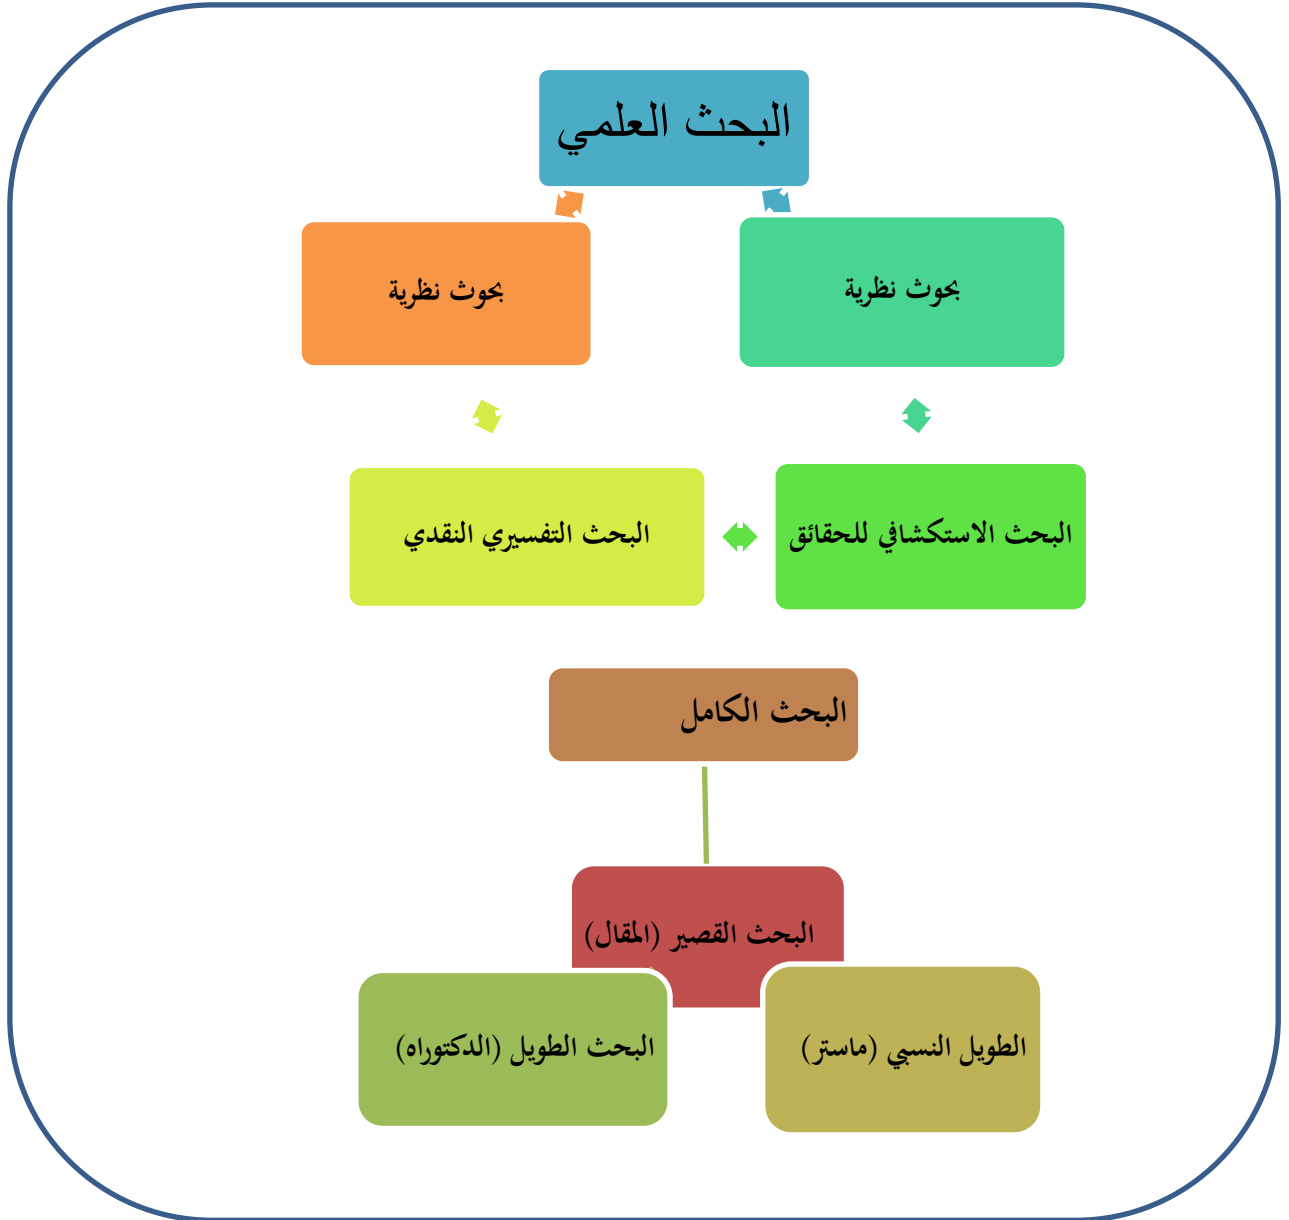 البحث العلمي
بحوث نظرية
بحوث نظرية
البحث الاستكشافي للحقائق
البحث التفسيري النقدي
البحث الكامل
البحث القصير (المقال)
الطويل النسبي (ماستر)
البحث الطويل (الدكتوراه)